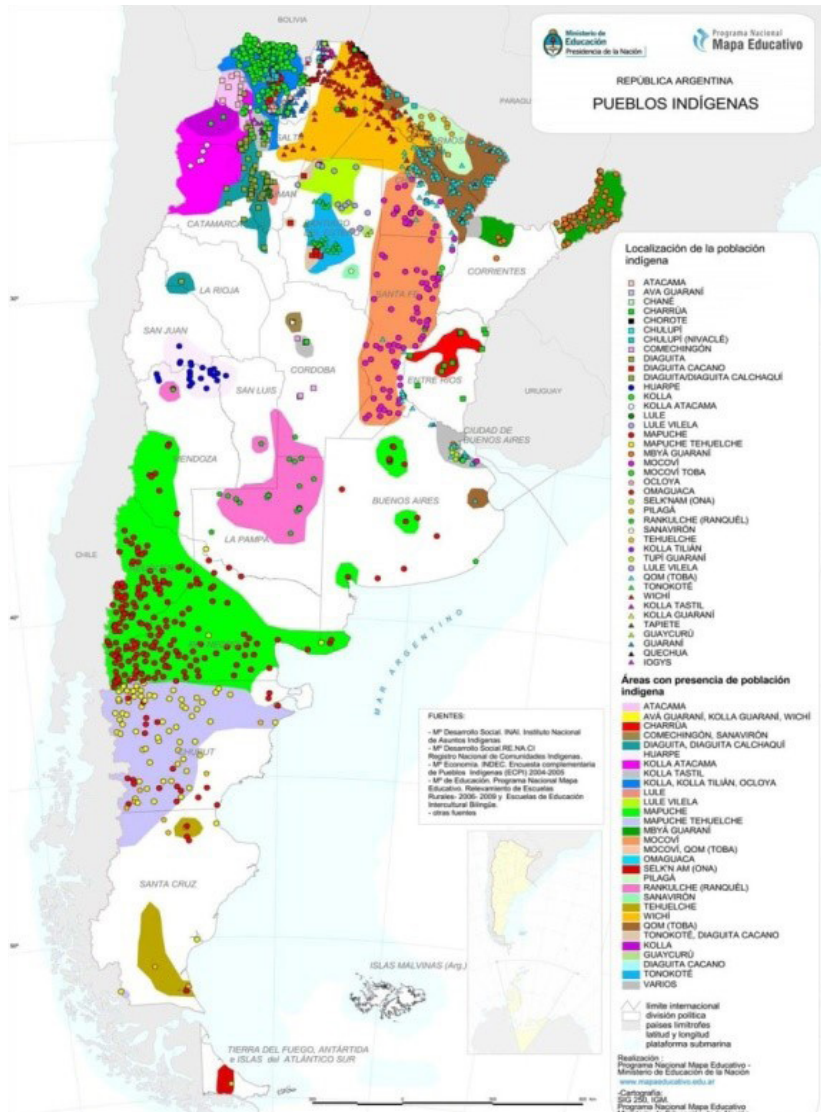 BOLIVIA
Ministerio de
Educación
Presidencia de la Nación
Programa Nacional
Mapa Educativo
REPÚBLICA ARGENTINA
PUEBLOS INDÍGENAS
PARAGU
SALT
ORMOS
CATAMARCA
LA RIOJA
SANTA FE
CORRIENTES
30°
SAN JUAN
CORDOBA
SAN LUIS
ENTRE RIOS
URUGUAY
CIUDAD DE
BUENOS AIRES
MENDOZA
BUENOS AIRES
LA PAMPA
CHILE
40°
MAR ARGENTINO
CHUBUT
SANTA CRUZ
50°
ISLAS MALVINAS (Arg.)
TIERRA DEL FUEGO, ANTÁRTIDA
e ISLAS del ATLÁNTICO SUR
FUENTES:
- Mº Desarrollo Social. INAI. Instituto Nacional
de Asuntos Indígenas
- Mº Desarrollo Social.RE.NA.CI
Registro Nacional de Comunidades Indígenas.
- Mº Economía. INDEC. Encuesta complementaria
de Pueblos Indígenas (ECPI) 2004-2005
- Mº de Educación. Programa Nacional Mapa
Educativo. Relevamiento de Escuelas
Rurales- 2006- 2009 y Escuelas de Educación
Intercultural Bilingüe.
- otras fuentes
Localización de la población
indígena
ATACAMA
AVA GUARANÍ
CHANÉ
CHARRÚA
CHOROTE
CHULUPÍ
CHULUPÍ (NIVACLÉ)
COMECHINGÓN
DIAGUITA
DIAGUITA CACANO
DIAGUITA/DIAGUITA CALCHAQUÍ
HUARPE
KOLLA
KOLLA ATACAMA
LULE
LULE VILELA
MAPUCHE
MAPUCHE TEHUELCHE
MBYÁ GUARANÍ
MOCOVÍ
MOCOVÍ TOBA
OCLOYA
OMAGUACA
SELK'NAM (ONA)
PILAGÁ
RANKULCHE (RANQUÉL)
SANAVIRÓN
TEHUELCHE
KOLLA TILIÁN
TUPÍ GUARANÍ
LULE VILELA
QOM (TOBA)
TONOKOTÉ
WICHÍ
KOLLA TASTIL
KOLLA GUARANÍ
TAPIETE
GUAYCURÚ
GUARANÍ
QUECHUA
IOGYS
Áreas con presencia de población
indígena
ATACAMA
AVÁ GUARANÍ, KOLLA GUARANÍ, WICHÍ
CHARRÚA
COMECHINGÓN, SANAVIRÓN
DIAGUITA, DIAGUITA CALCHAQUÍ
HUARPE
KOLLA ATACAMA
KOLLA TASTIL
KOLLA, KOLLA TILIÁN, OCLOYA
LULE
LULE VILELA
MAPUCHE
MAPUCHE TEHUELCHE
MBYÁ GUARANÍ
MOCOVÍ
MOCOVÍ, QOM (TOBA)
OMAGUACA
SELK'N AM (ONA)
PILAGÁ
RANKULCHE (RANQUÉL)
SANAVIRÓN
TEHUELCHE
WICHÍ
QOM (TOBA)
TONOKOTÉ, DIAGUITA CACANO
KOLLA
GUAYCURÚ
DIAGUITA CACANO
TONOKOTÉ
VARIOS
límite internacional
división política
países limítrofes
latitud y longitud
plataforma submarina
Realización :
Programa Nacional Mapa Educativo -
Ministerio de Educación de la Nación
www.mapaeducativo.edu.ar
-Cartografía:
SIG 250, IGM.
Programa Nacional Mapa Educativo